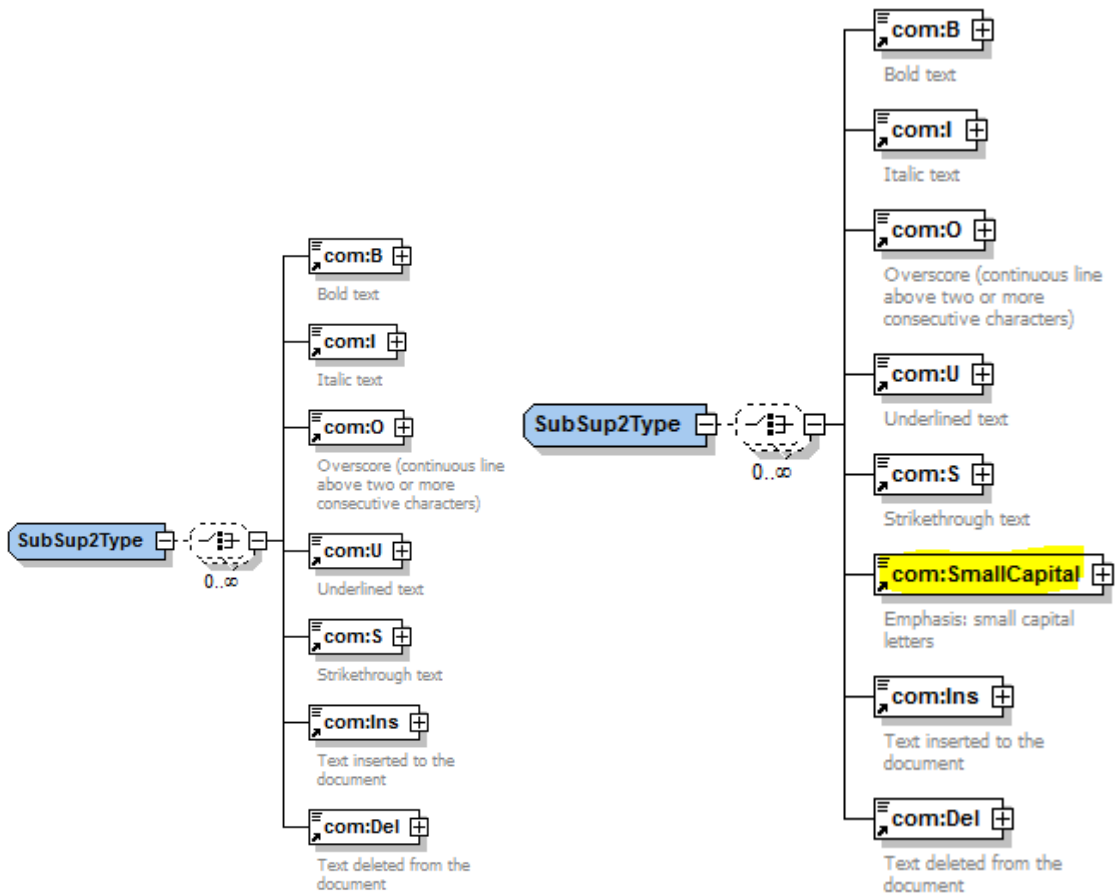 SubSup2Type
0..∞
com:B
Bold text
com:I
Italic text
com:O
Overscore (continuous line
above two or more
consecutive characters)
com:U
Underlined text
com:S
Strikethrough text
com:Ins
Text inserted to the
document
com:Del
Text deleted from the
document
SubSup2Type
0..∞
com:B
Bold text
com:I
Italic text
com:O
Overscore (continuous line
above two or more
consecutive characters)
com:U
Underlined text
com:S
Strikethrough text
com:SmallCapital
Emphasis: small capital
letters
com:Ins
Text inserted to the
document
com:Del
Text deleted from the
document